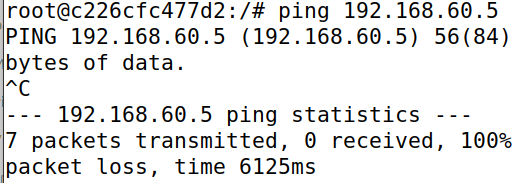 root@c226cfc477d2:/# ping 192.168.60.5
PING 192.168.60.5 (192.168.60.5) 56(84)
bytes of data.
^C
--- 192.168.60.5 ping statistics ---
7 packets transmitted, 0 received, 100%
packet loss, time 6125ms